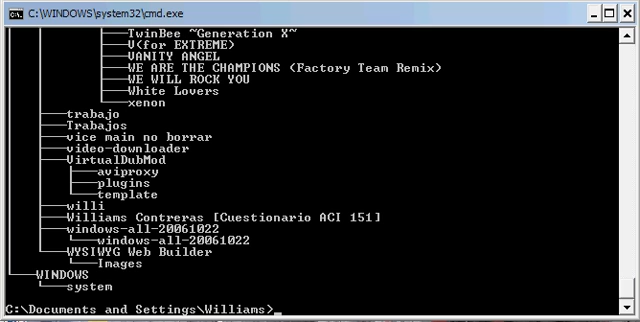 C:\WINDOWS\system32\cmd.exe
TwinBee ~Generation X~
V(for EXTREME)
VANITY ANGEL
WE ARE THE CHAMPIONS (Factory Team Remix)
WE WILL ROCK YOU
White Lovers
xenon
trabajo
Trabajos
vice main no borrar
video-downloader
VirtualDubMod
aviproxy
plugins
template
willi
Williams Contreras [Cuestionario ACI 151]
windows-all-20061022
windows-all-20061022
WYSIWYG Web Builder
Images
WINDOWS
system
C:\Documents and Settings\Williams>_